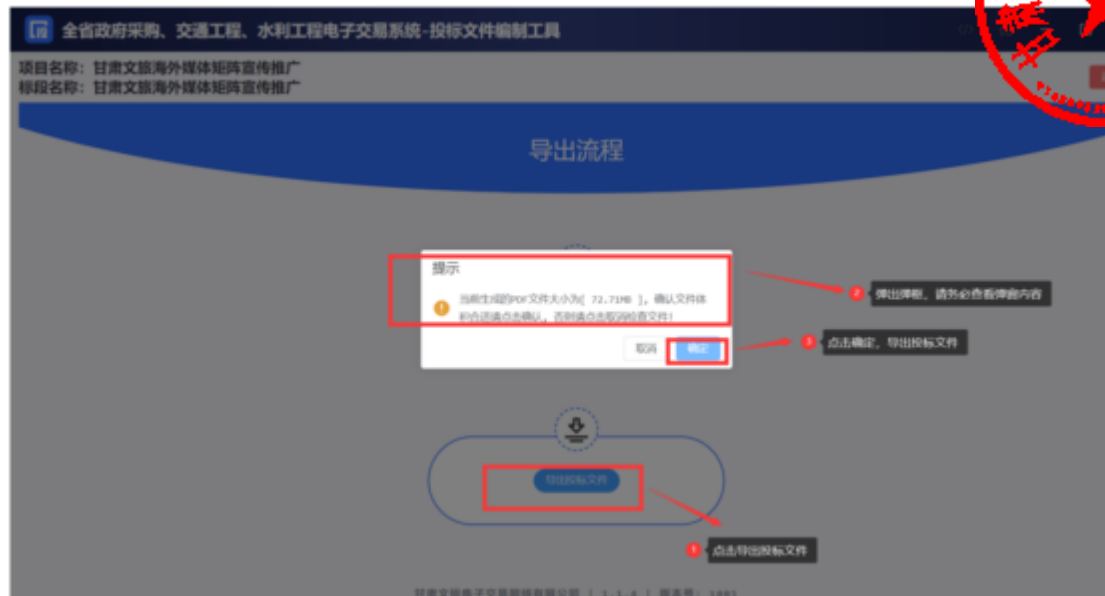 全省政府采购、交通工程、水利工程电子交易系统-投标文件编制工具
项目名称：甘肃文旅海外媒体矩阵宣传推广
标段名称：甘肃文旅海外媒体矩阵宣传推广
导出流程
提示
当前生成的PDF文件大小为[ 72.71MB ]，确认文件体
积合适请点击确认，否则请点击取消检查文件！
取消 确定
2 弹出弹框，请务必查看弹窗内容
3 点击确定，导出投标文件
导出投标文件
1 点击导出投标文件